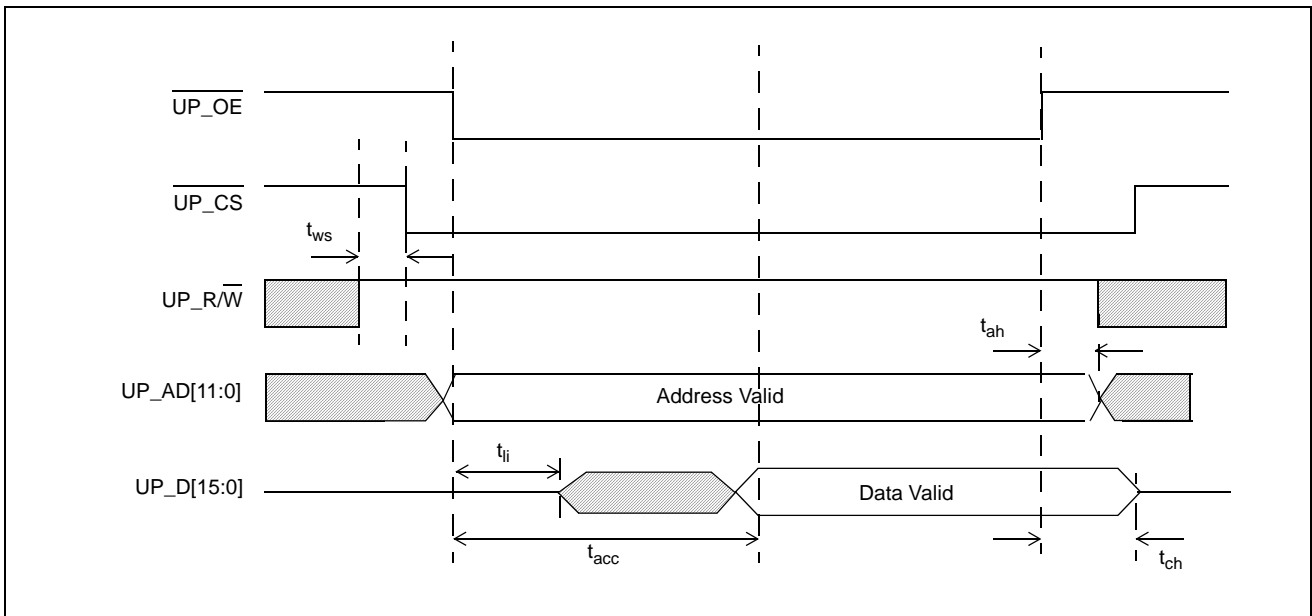 UP_OE
UP_CS
t_ws
UP_R/W
t_ah
UP_AD[11:0]
Address Valid
t_li
UP_D[15:0]
Data Valid
t_acc
t_ch